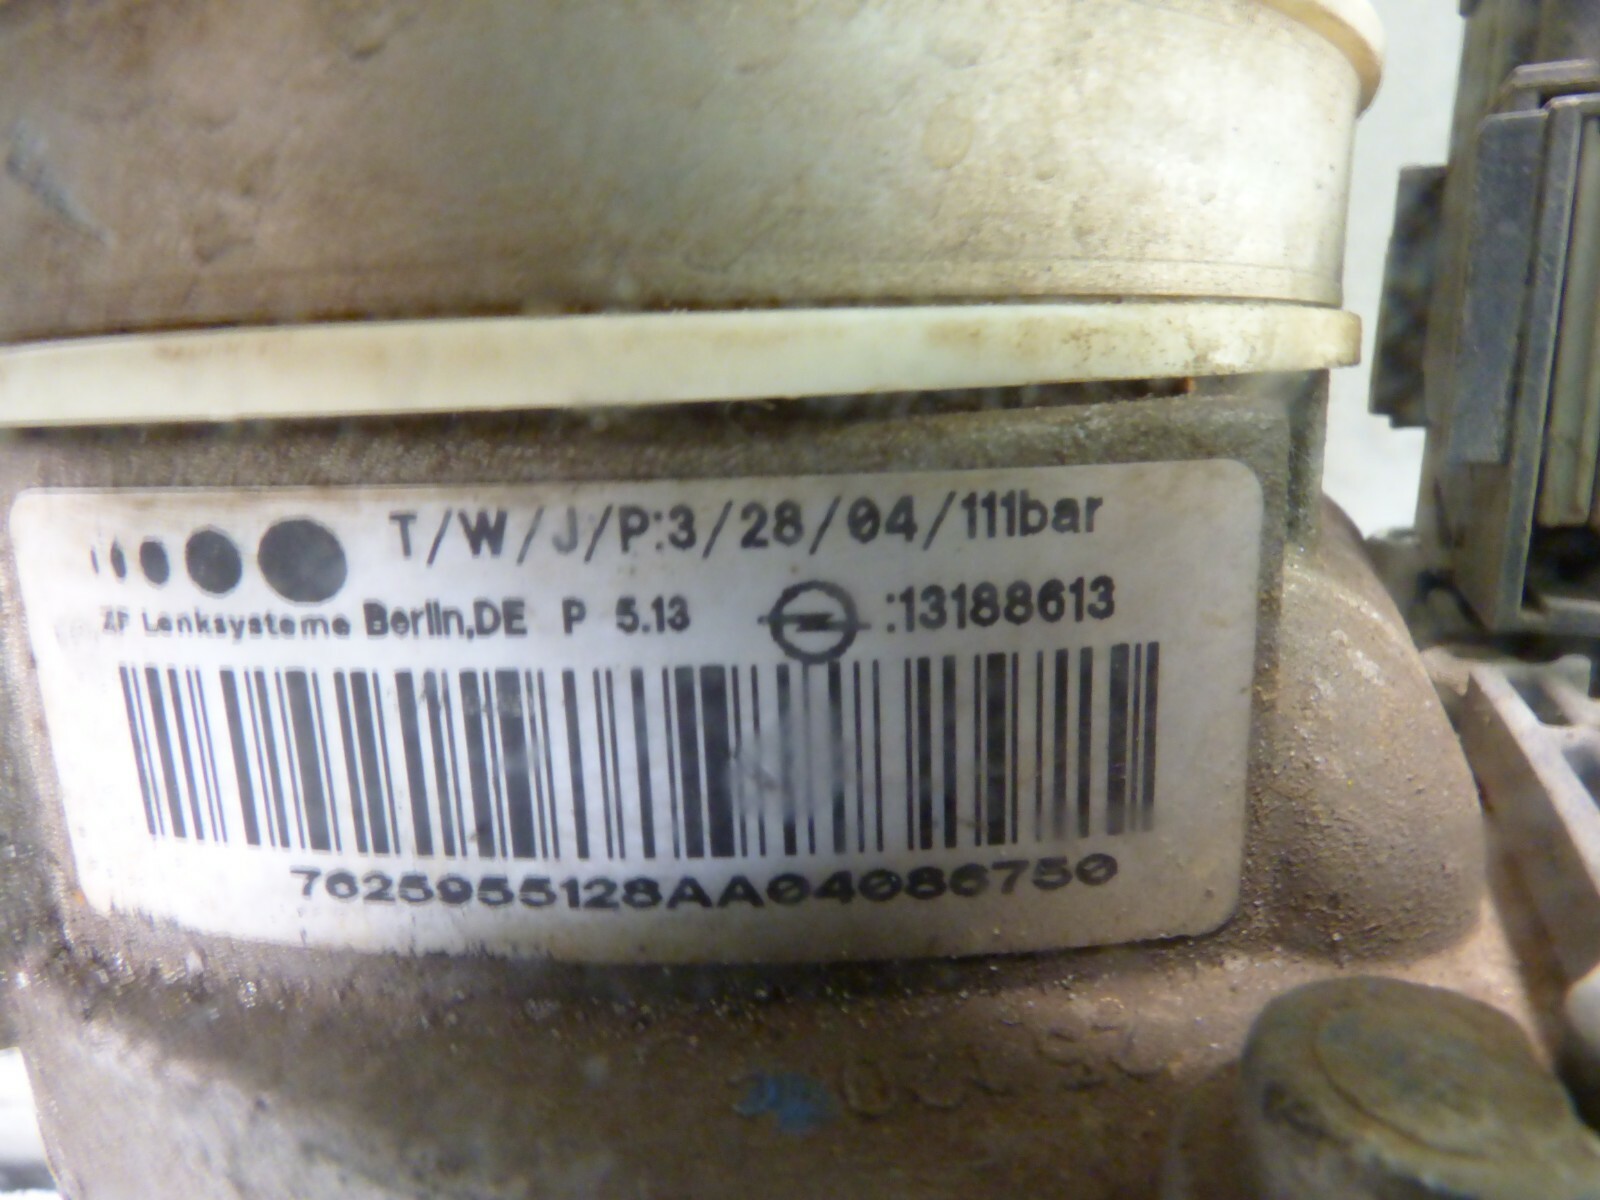 T/W/J/P:3/28/04/111bar
ZF Lenksysteme Berlin,DE P 5.13 :13188613
7625955128AA04086750